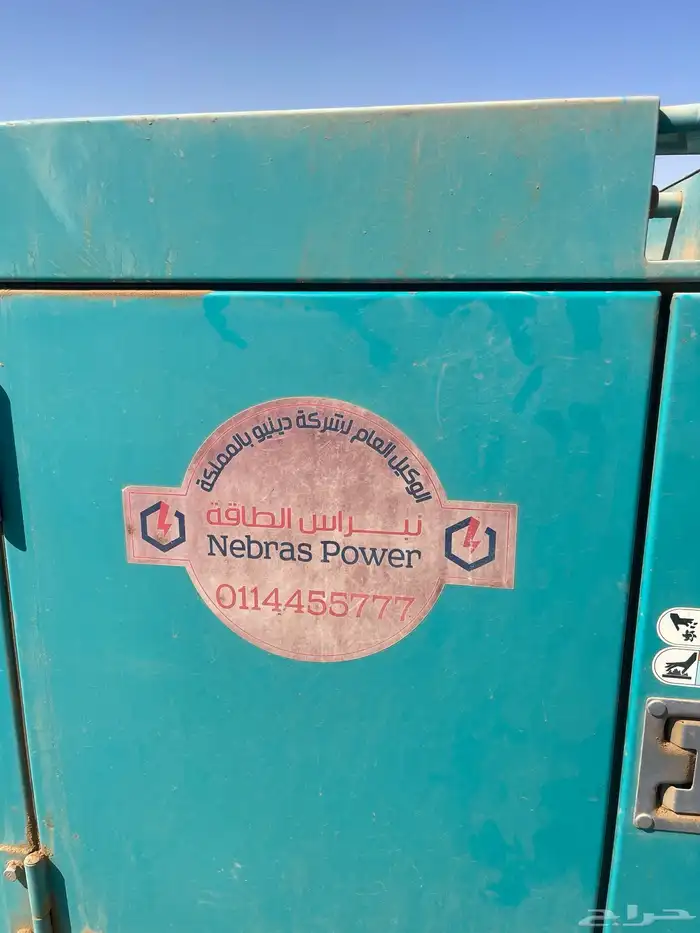 الوكيل العام لشركة دينيو بالمملكة
نبراس الطاقة
Nebras Power
0114455777
حراج